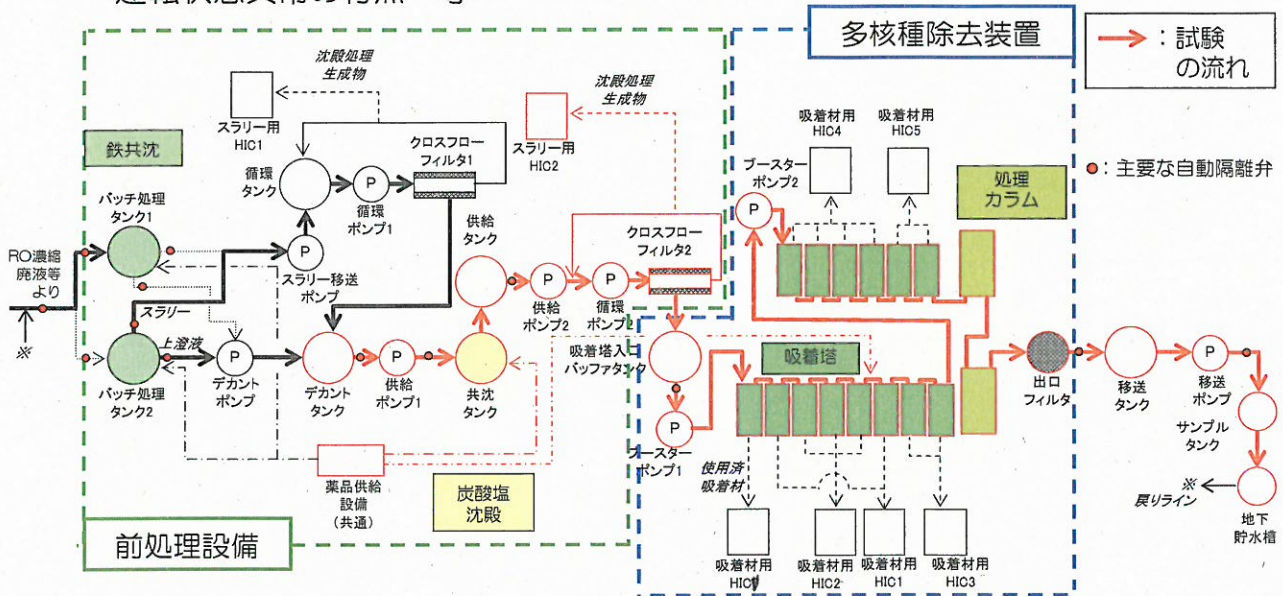 多核種除去装置
:試験
の流れ
沈殿処理
生成物
沈殿処理
生成物
スラリー用
HIC1
スラリー用
HIC2
鉄共沈
クロスフロー
フィルタ1
循環
タンク
P
循環
ポンプ1
バッチ処理
タンク1
P
スラリー移送
ポンプ
供給
タンク
吸着材用
HIC4
吸着材用
HIC5
ブースター
ポンプ2
P
処理
カラム
:主要な自動隔離弁
RO濃縮
廃液等
より
※
スラリー
上澄液
バッチ処理
タンク2
P
デカント
ポンプ
デカント
タンク
P
供給
ポンプ1
共沈
タンク
P
供給
ポンプ2
P
循環
ポンプ2
クロスフロー
フィルタ2
吸着塔入口
バッファタンク
吸着塔
P
ブースター
ポンプ1
出口
フィルタ
移送
タンク
P
移送
ポンプ
サンプル
タンク
※
戻りライン
地下
貯水槽
薬品供給
設備
(共通)
炭酸塩
沈殿
前処理設備
使用済
吸着材
吸着材用
吸着材用
HIC2
吸着材用
HIC1
吸着材用
HIC3